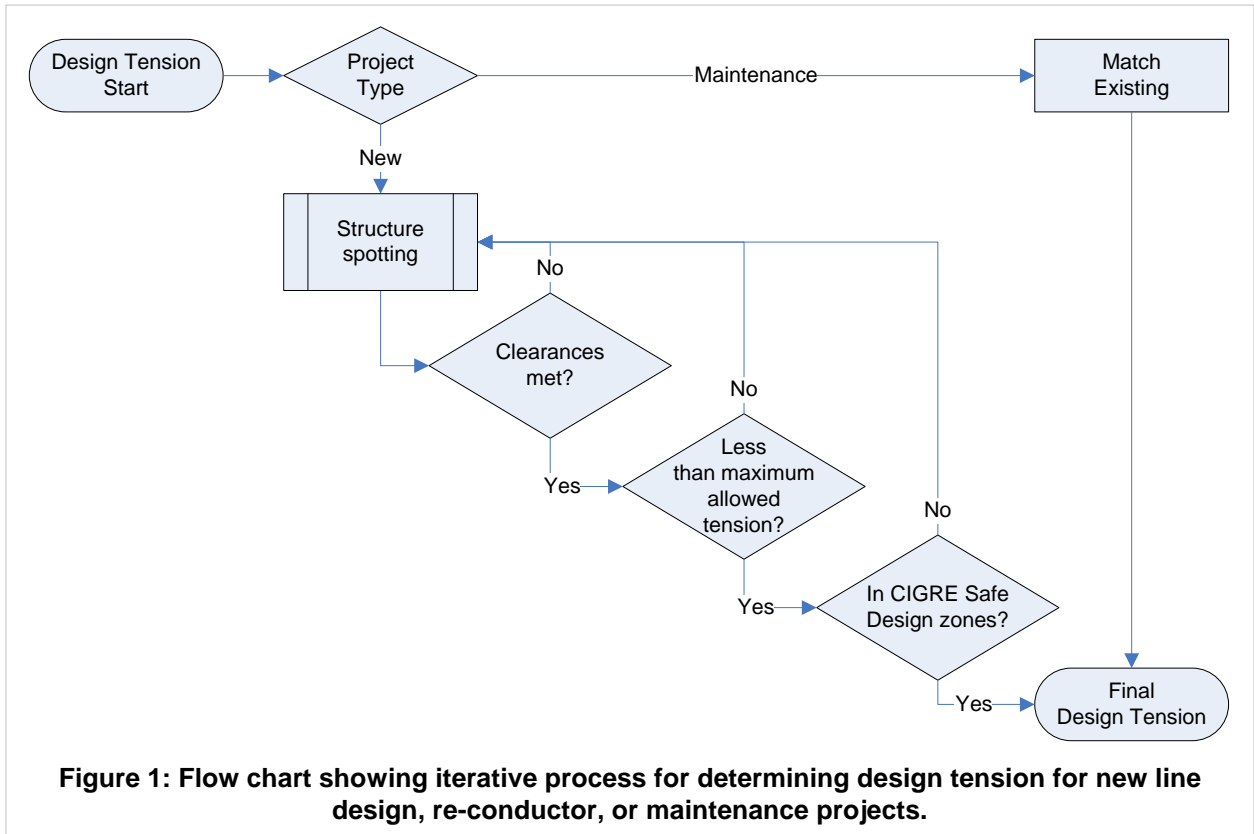 Design Tension
Start
Project
Type
Maintenance
Match
Existing
New
Structure
spotting
No
Clearances
met?
Yes
No
Less
than maximum
allowed
tension?
Yes
No
In CIGRE Safe
Design zones?
Yes
Final
Design Tension
Figure 1: Flow chart showing iterative process for determining design tension for new line
design, re-conductor, or maintenance projects.